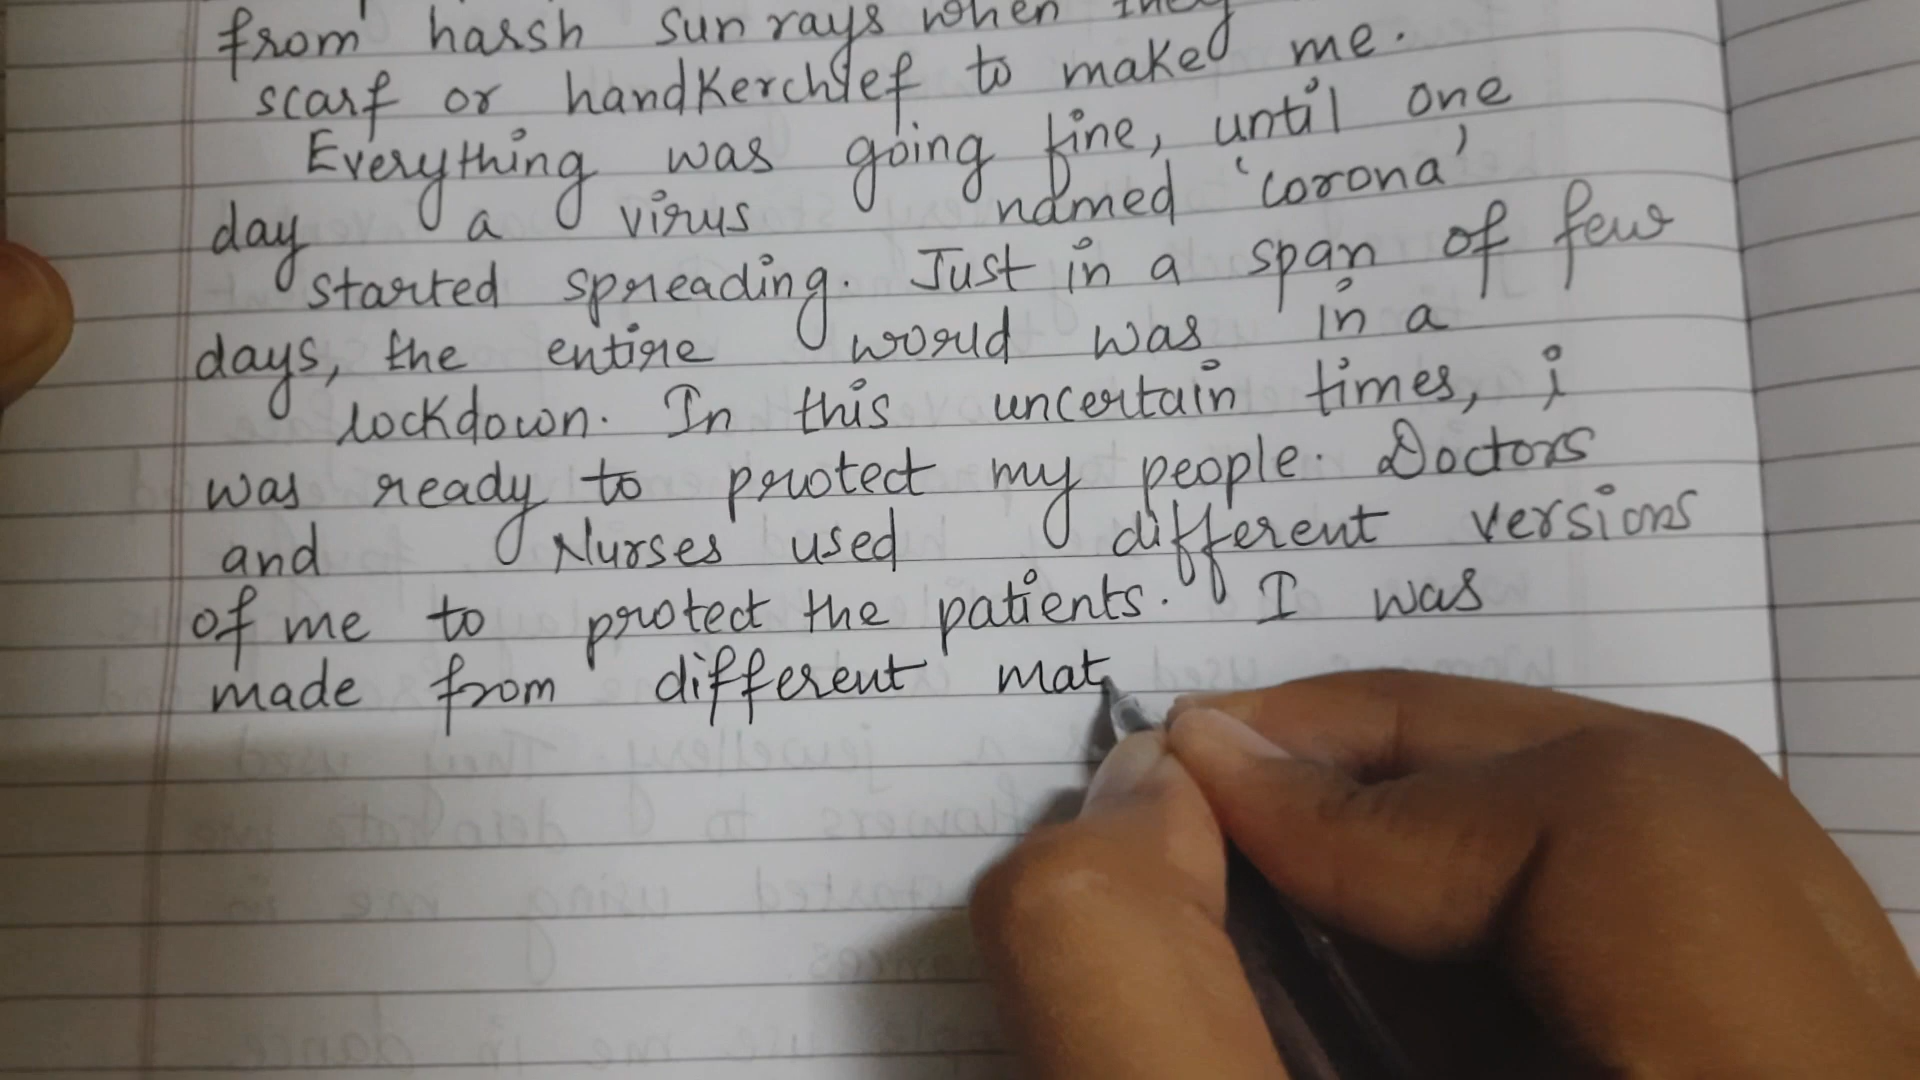 from harsh sun rays when they
scarf or handkerchief to make me.
Everything was going fine, until one
day a virus named 'corona'
started spreading. Just in a span of few
days, the entire world was in a
lockdown. In this uncertain times, i
was ready to protect my people. Doctors
and Nurses used different versions
of me to protect the patients. I was
made from different mat